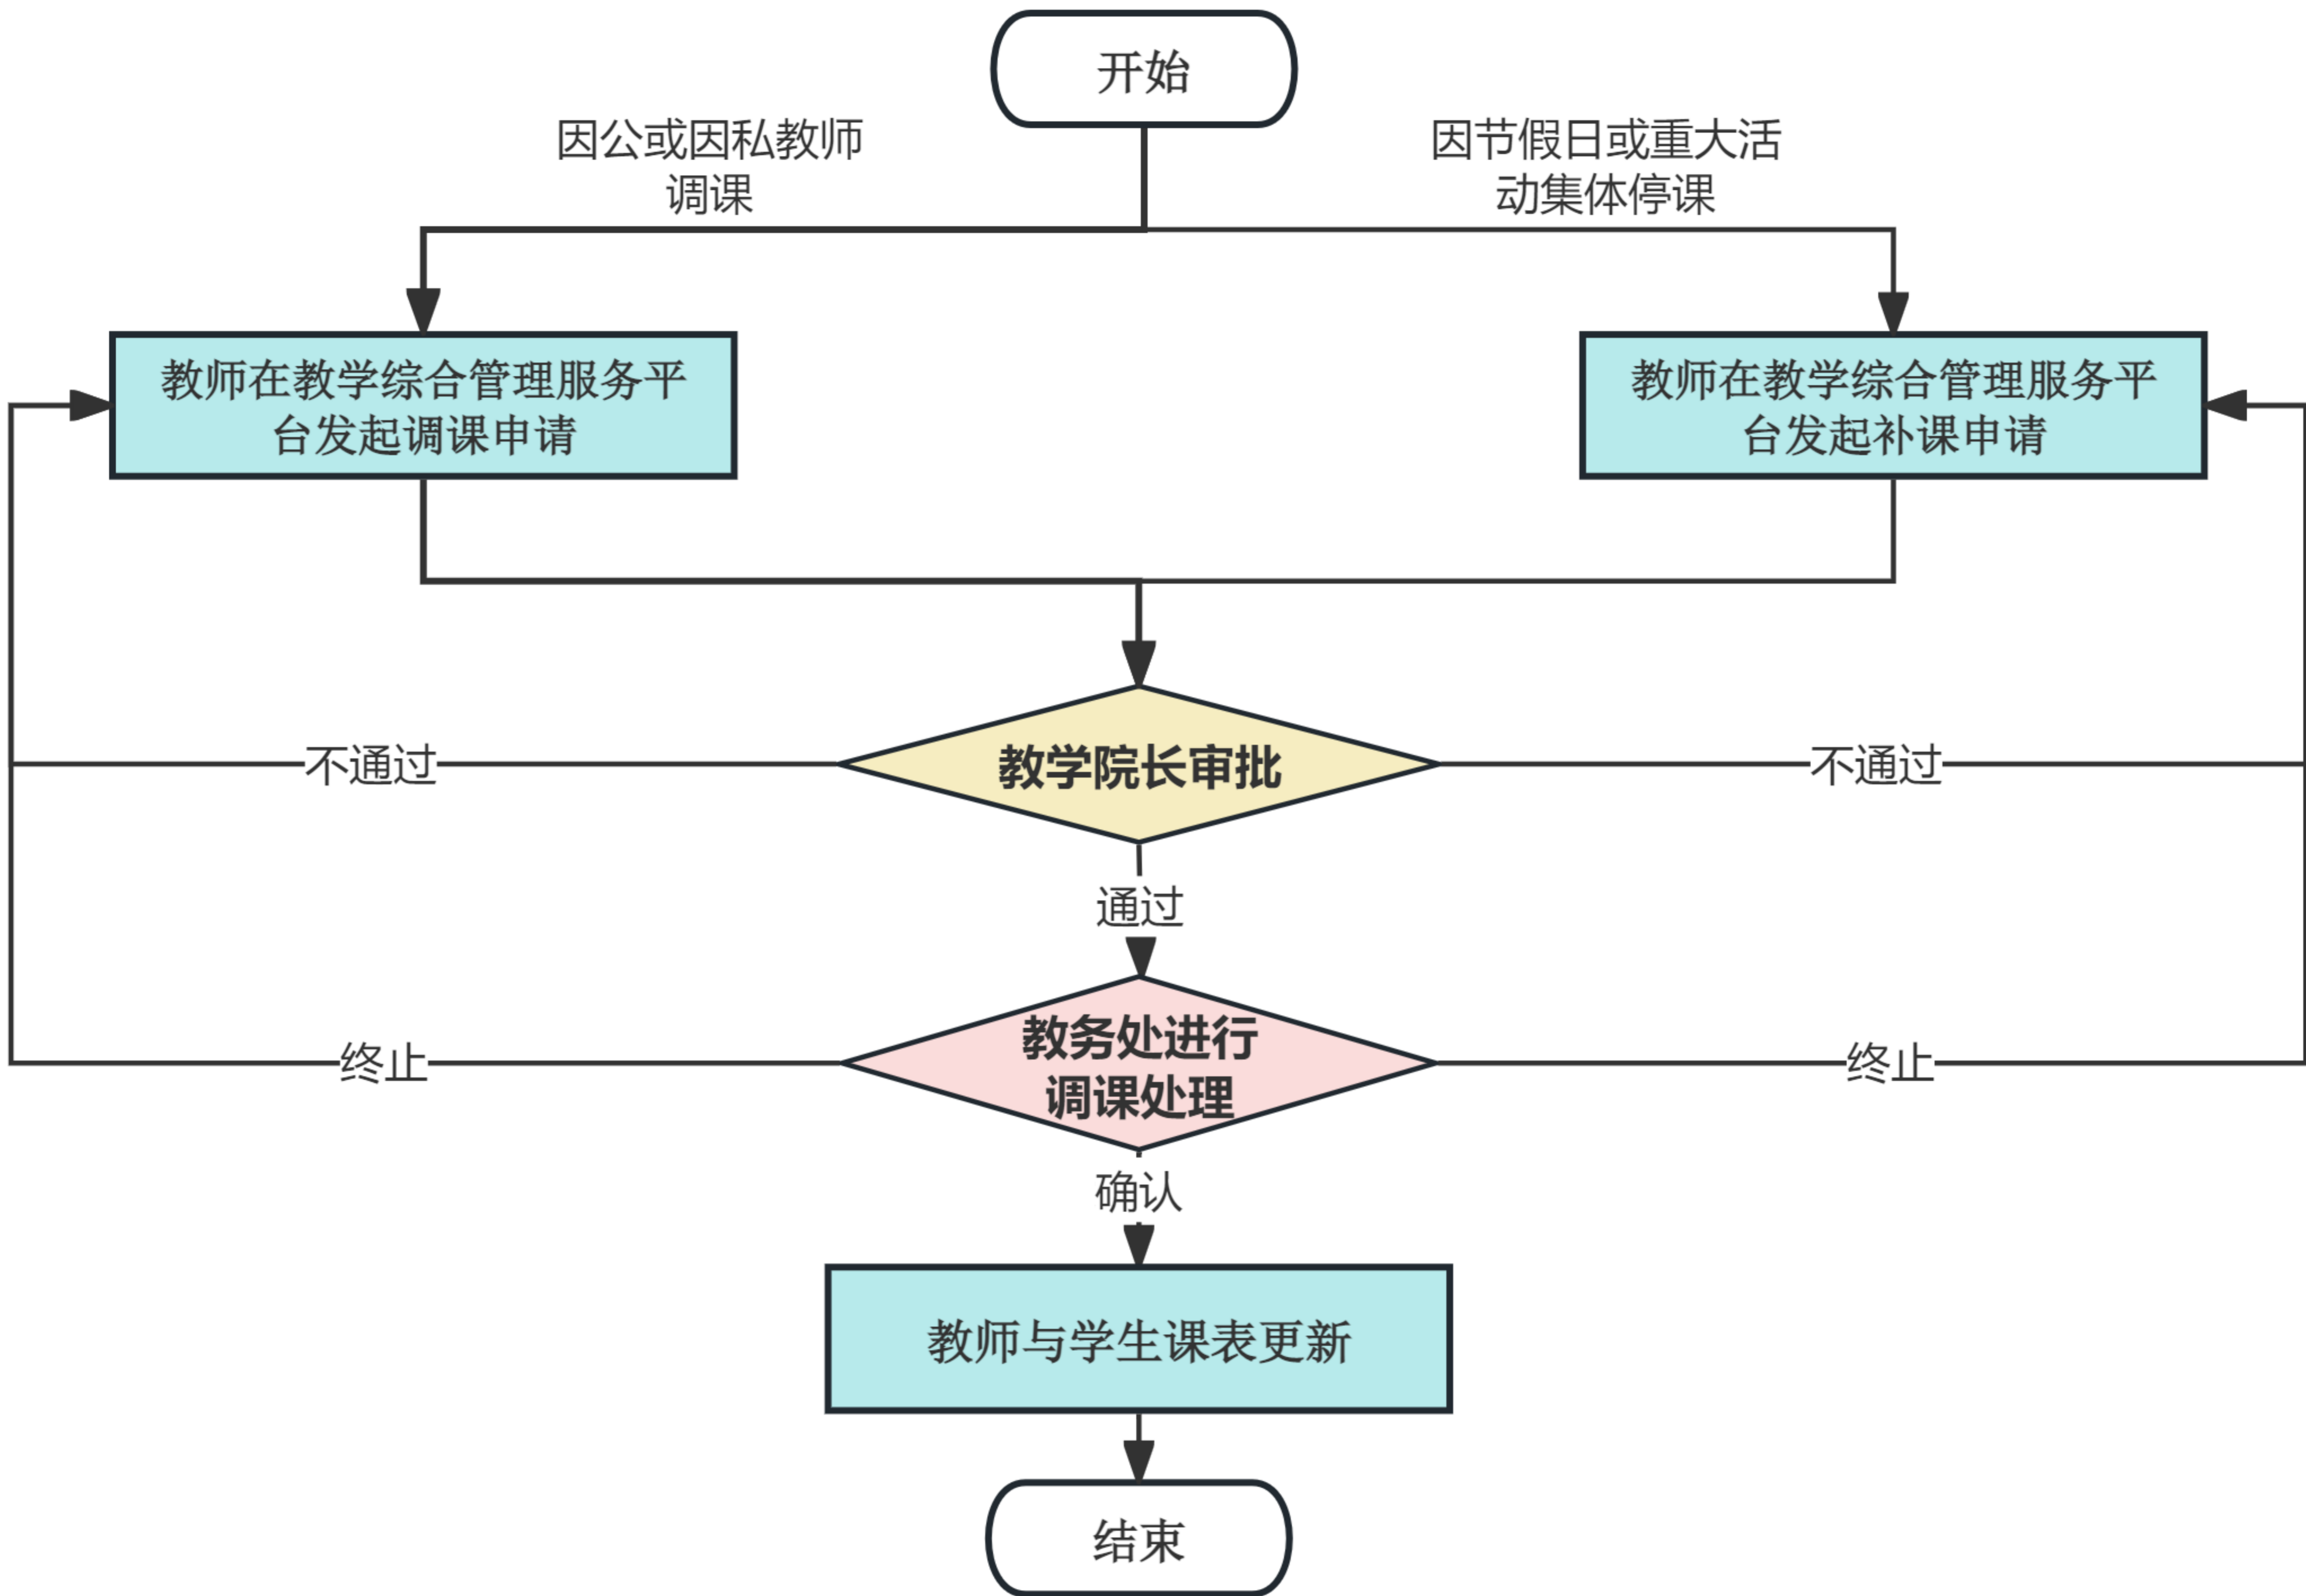 开始
因公或因私教师
调课
因节假日或重大活
动集体停课
教师在教学综合管理服务平
台发起调课申请
教师在教学综合管理服务平
台发起补课申请
不通过
教学院长审批
不通过
通过
终止
教务处进行
调课处理
终止
确认
教师与学生课表更新
结束